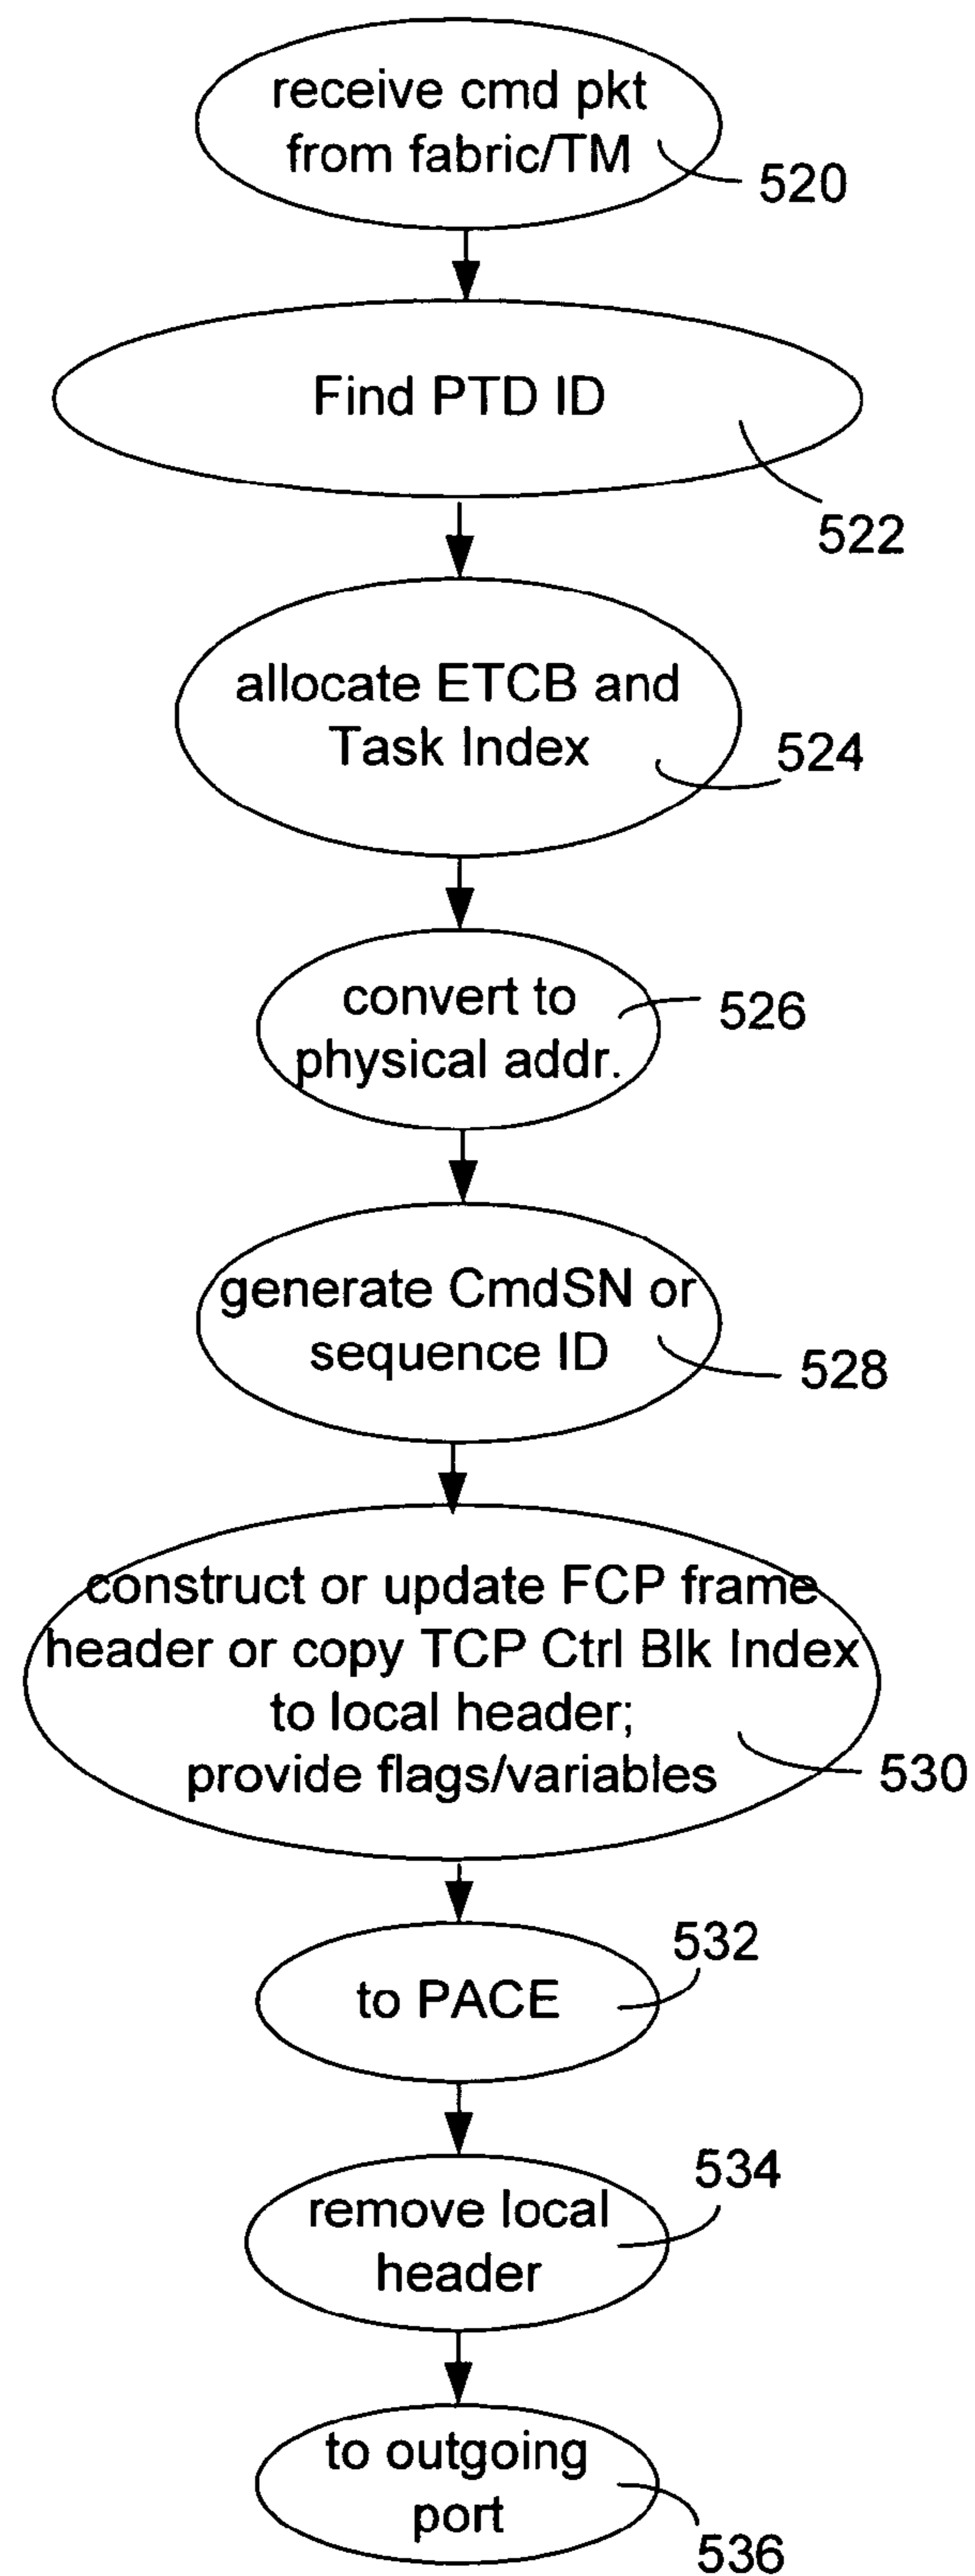 receive cmd pkt
from fabric/TM
520
Find PTD ID
522
allocate ETCB and
Task Index
524
convert to
physical addr.
526
generate CmdSN or
sequence ID
528
construct or update FCP frame
header or copy TCP Ctrl Blk Index
to local header;
provide flags/variables
530
to PACE
532
remove local
header
534
to outgoing
port
536